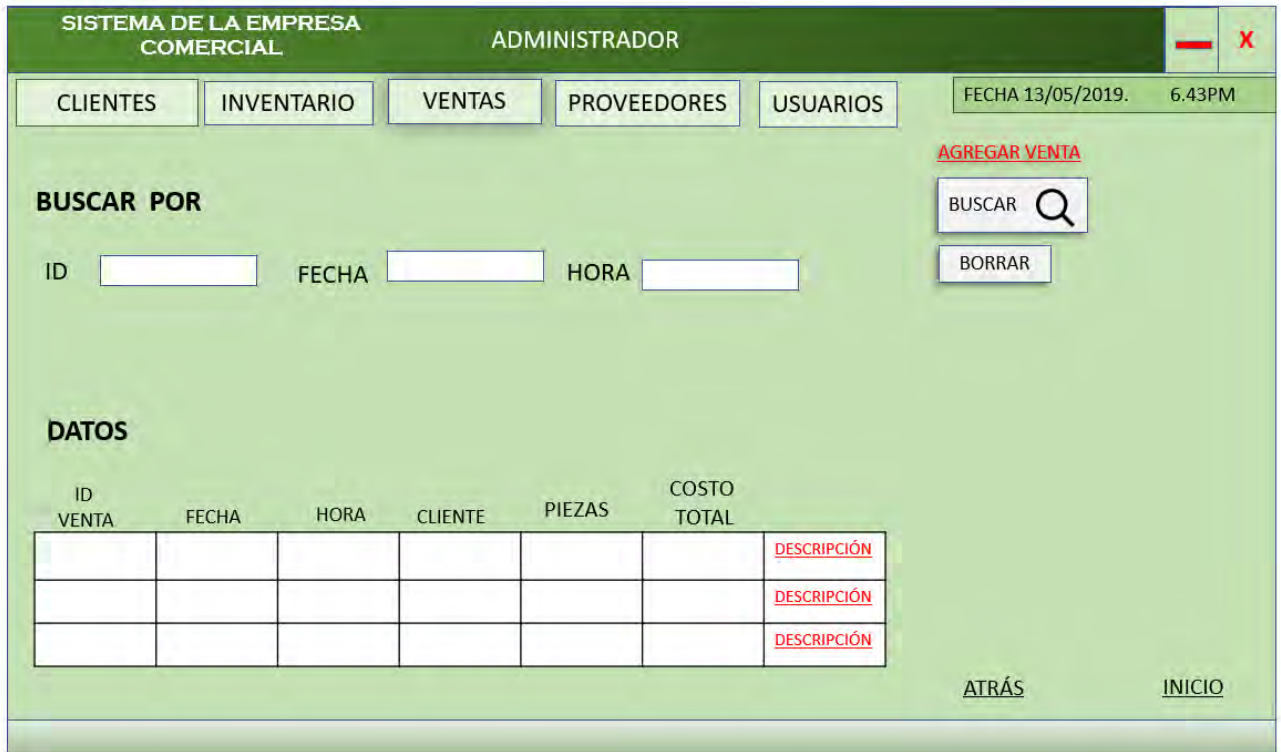 SISTEMA DE LA EMPRESA
COMERCIAL
ADMINISTRADOR
X
CLIENTES
INVENTARIO
VENTAS
PROVEEDORES
USUARIOS
FECHA 13/05/2019. 6.43PM
AGREGAR VENTA
BUSCAR POR
BUSCAR
ID
FECHA
HORA
BORRAR
DATOS
ID
VENTA
FECHA
HORA
CLIENTE
PIEZAS
COSTO
TOTAL
DESCRIPCIÓN
DESCRIPCIÓN
DESCRIPCIÓN
ATRÁS
INICIO